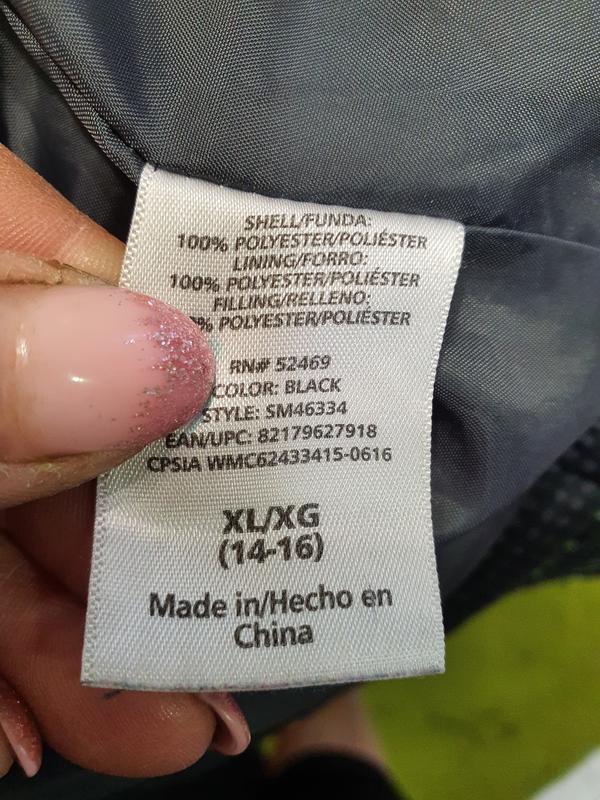 SHELL/FUNDA:
100% POLYESTER/POLIÉSTER
LINING/FORRO:
100% POLYESTER/POLIÉSTER
FILLING/RELLENO:
% POLYESTER/POLIÉSTER
RN# 52469
COLOR: BLACK
STYLE: SM46334
EAN/UPC: 82179627918
CPSIA WMC62433415-0616
XL/XG
(14-16)
Made in/Hecho en
China